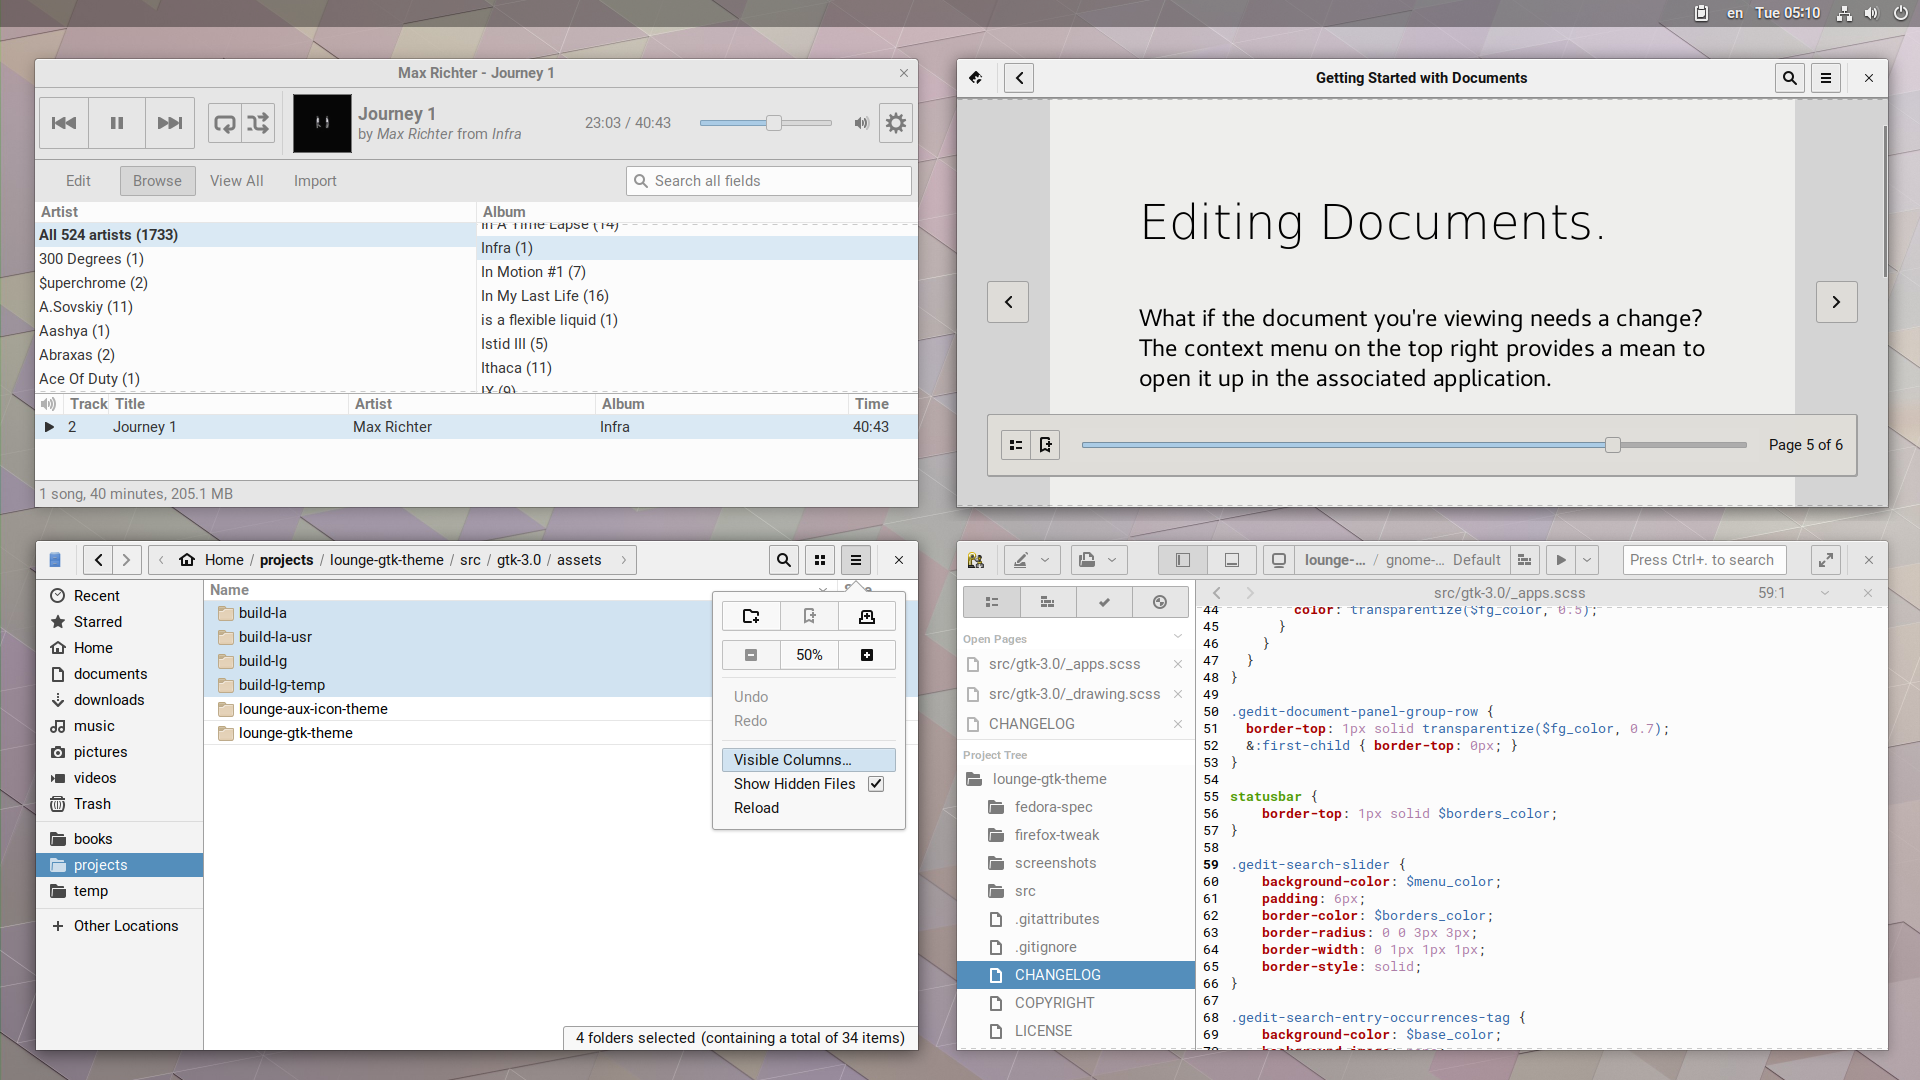 en Tue 05:10
Max Richter - Journey 1
Journey 1
by Max Richter from Infra
23:03 / 40:43
Edit Browse View All Import Search all fields
Artist Album
All 524 artists (1733)
300 Degrees (1)
$uperchrome (2)
A.Sovskiy (11)
Aashya (1)
Abraxas (2)
Ace Of Duty (1)
In A Time Lapse (14)
Infra (1)
In Motion #1 (7)
In My Last Life (16)
is a flexible liquid (1)
Istid III (5)
Ithaca (11)
IX (9)
Track Title Artist Album Time
2 Journey 1 Max Richter Infra 40:43
1 song, 40 minutes, 205.1 MB
Getting Started with Documents
Editing Documents.
What if the document you're viewing needs a change?
The context menu on the top right provides a mean to
open it up in the associated application.
Page 5 of 6
Home / projects / lounge-gtk-theme / src / gtk-3.0 / assets
Recent
Starred
Home
documents
downloads
music
pictures
videos
Trash
books
projects
temp
Other Locations
Name
build-la
build-la-usr
build-lg
build-lg-temp
lounge-aux-icon-theme
lounge-gtk-theme
50%
Undo
Redo
Visible Columns…
Show Hidden Files
Reload
4 folders selected (containing a total of 34 items)
lounge-… / gnome-… Default
Press Ctrl+. to search
src/gtk-3.0/_apps.scss 59:1
Open Pages
src/gtk-3.0/_apps.scss
src/gtk-3.0/_drawing.scss
CHANGELOG
Project Tree
lounge-gtk-theme
fedora-spec
firefox-tweak
screenshots
src
.gitattributes
.gitignore
CHANGELOG
COPYRIGHT
LICENSE
44 color: transparentize($fg_color, 0.5);
45 }
46 }
47 }
48 }
49
50 .gedit-document-panel-group-row {
51 border-top: 1px solid transparentize($fg_color, 0.7);
52 &:first-child { border-top: 0px; }
53 }
54
55 statusbar {
56 border-top: 1px solid $borders_color;
57 }
58
59 .gedit-search-slider {
60 background-color: $menu_color;
61 padding: 6px;
62 border-color: $borders_color;
63 border-radius: 0 0 3px 3px;
64 border-width: 0 1px 1px 1px;
65 border-style: solid;
66 }
67
68 .gedit-search-entry-occurrences-tag {
69 background-color: $base_color;